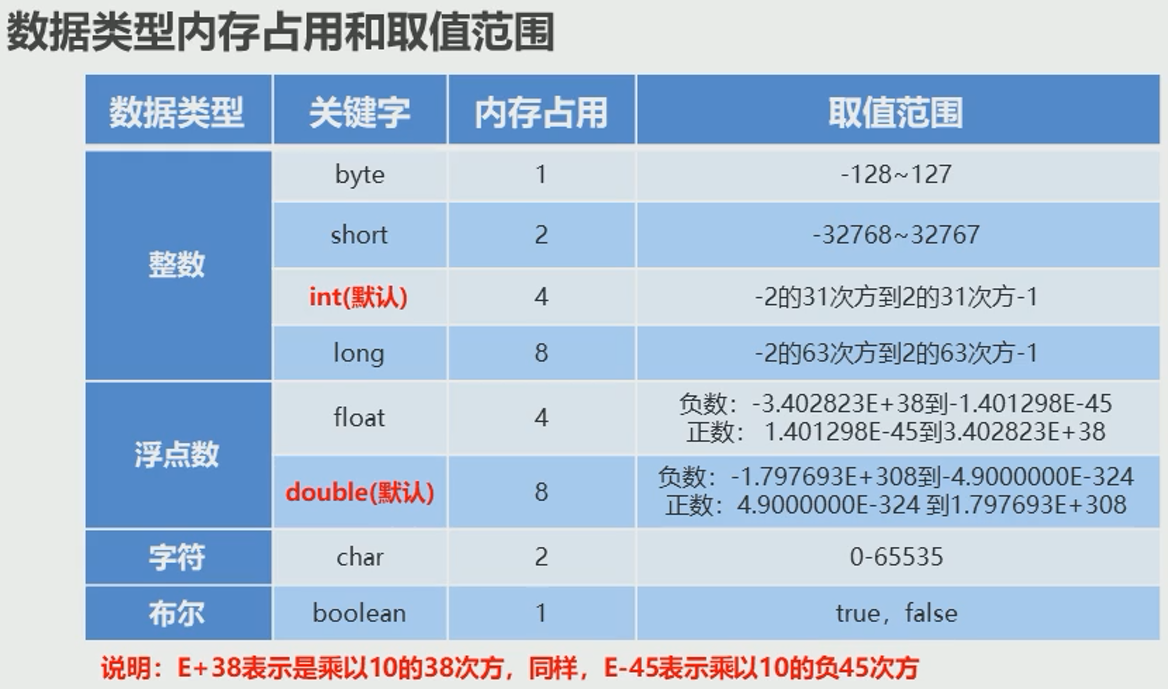 数据类型内存占用和取值范围
数据类型 关键字 内存占用 取值范围
整数
byte 1 -128~127
short 2 -32768~32767
int(默认) 4 -2的31次方到2的31次方-1
long 8 -2的63次方到2的63次方-1
浮点数
float 4 负数：-3.402823E+38到-1.401298E-45
正数： 1.401298E-45到3.402823E+38
double(默认) 8 负数：-1.797693E+308到-4.9000000E-324
正数：4.9000000E-324 到1.797693E+308
字符 char 2 0-65535
布尔 boolean 1 true，false
说明：E+38表示是乘以10的38次方，同样，E-45表示乘以10的负45次方